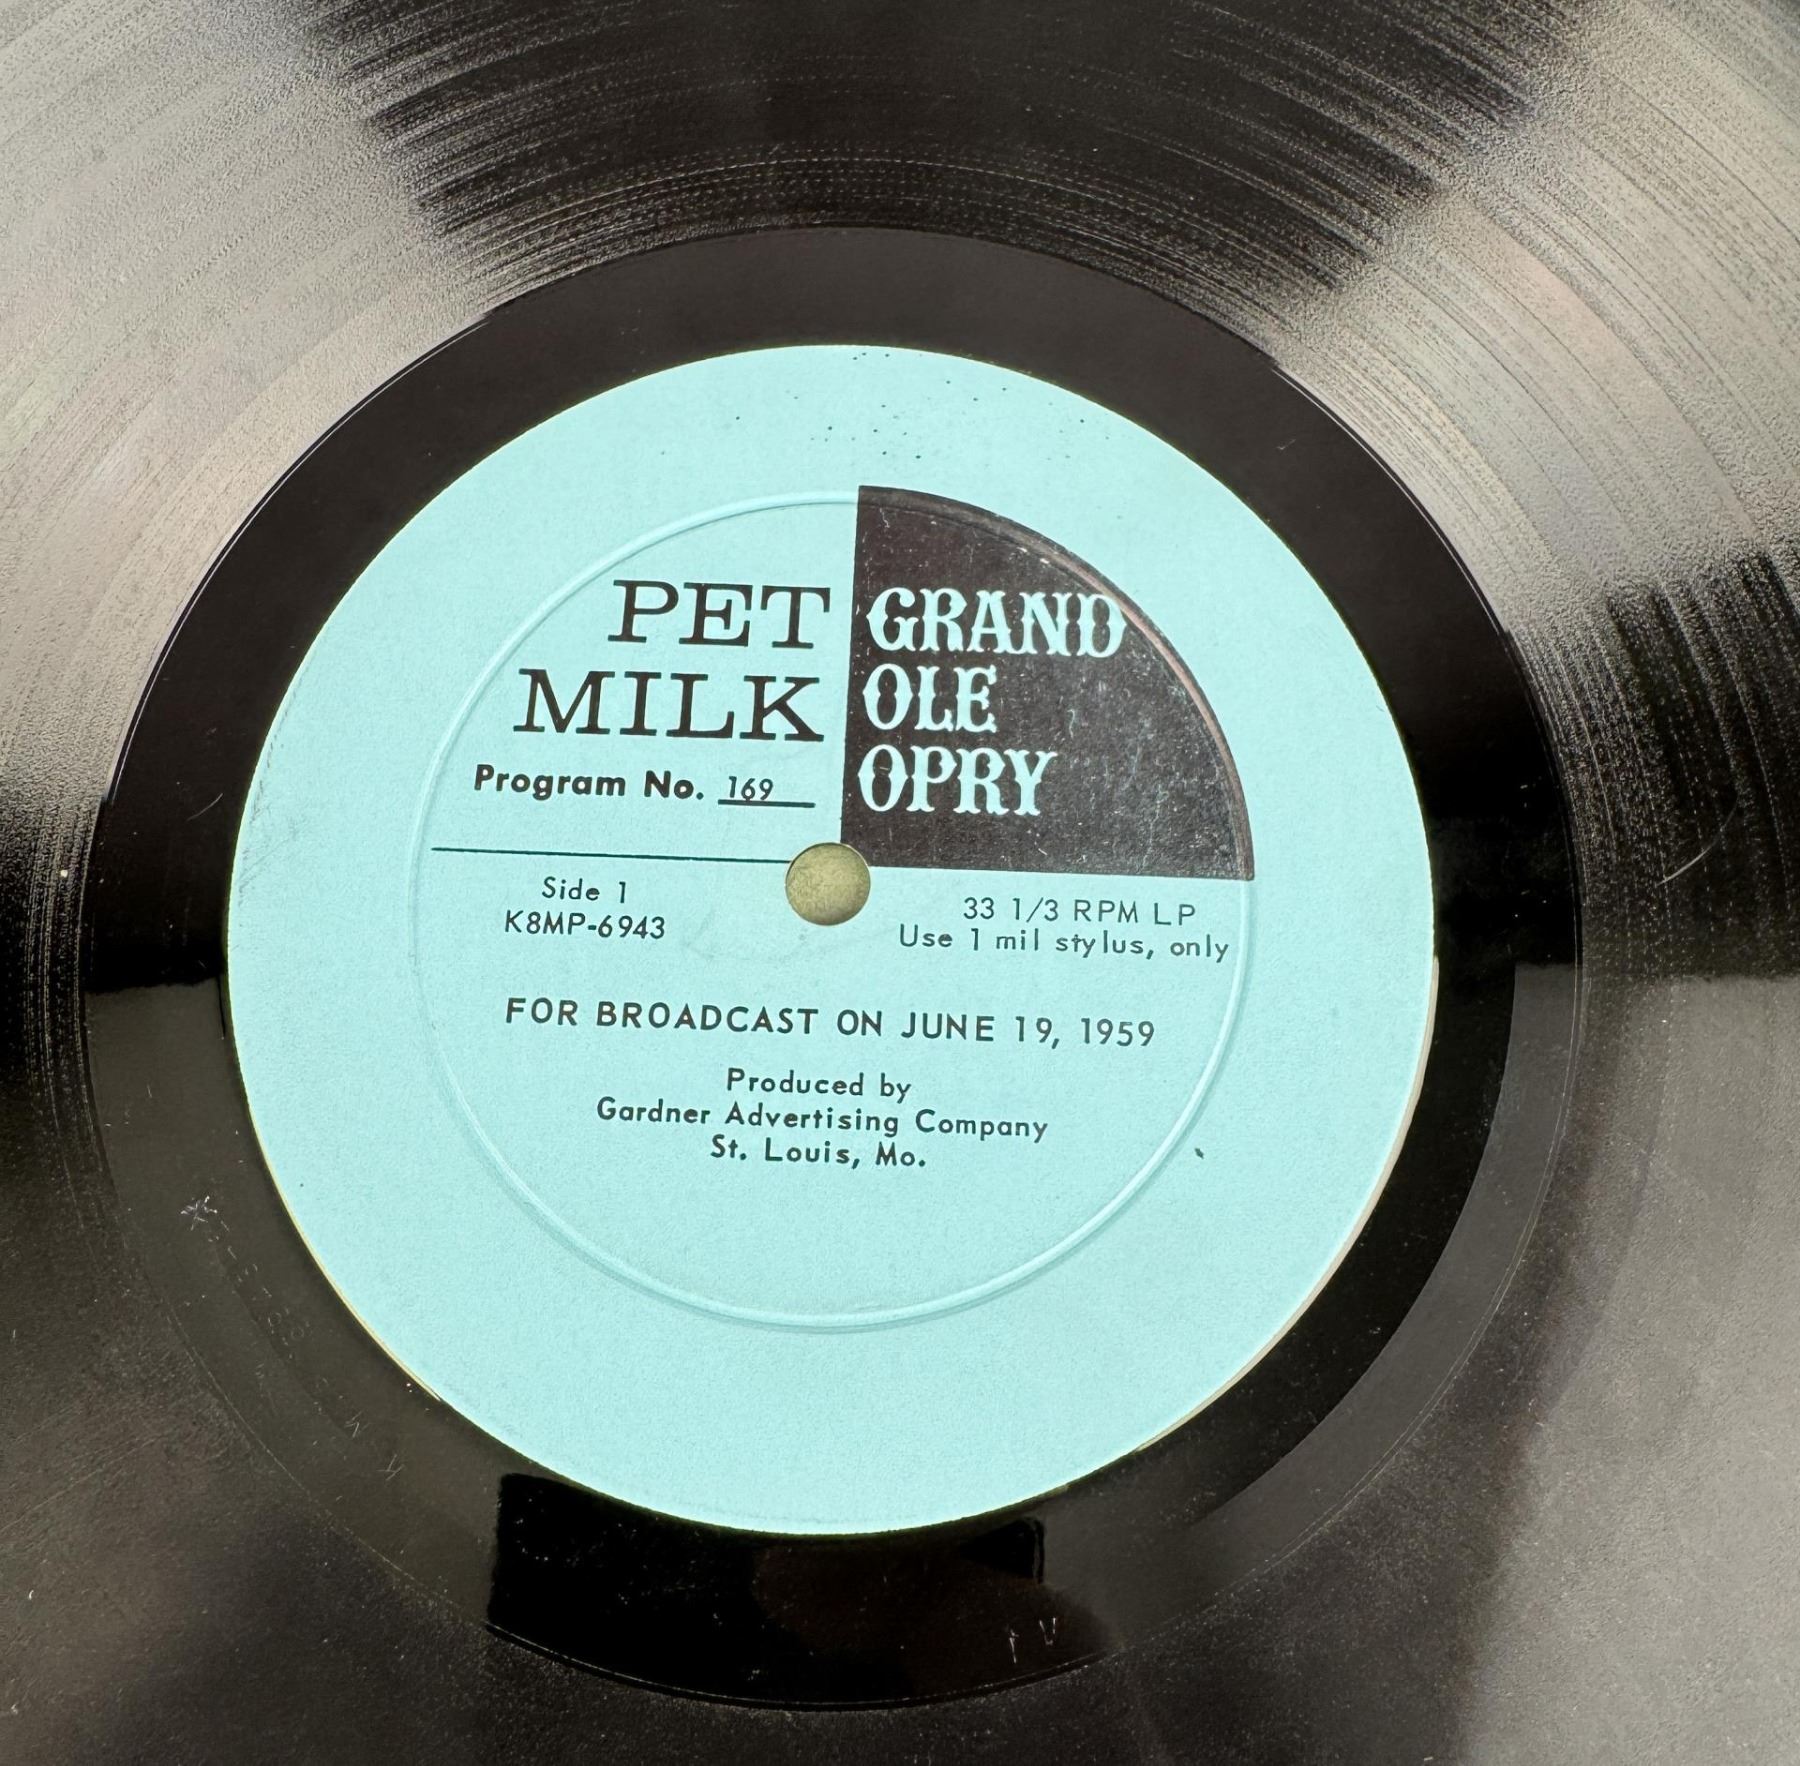 PET
MILK
Program No. 169
GRAND
OLE
OPRY
Side 1
K8MP-6943
33 1/3 RPM LP
Use 1 mil stylus, only
FOR BROADCAST ON JUNE 19, 1959
Produced by
Gardner Advertising Company
St. Louis, Mo.